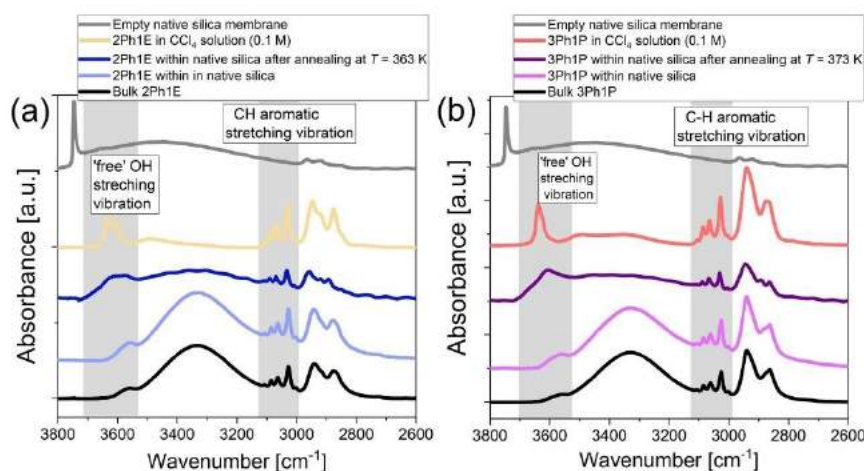 Empty native silica membrane
2Ph1E in CCl₄ solution (0.1 M)
2Ph1E within native silica after annealing at T = 363 K
2Ph1E within in native silica
Bulk 2Ph1E
(a)
CH aromatic
stretching vibration
'free' OH
streching
vibration
Absorbance [a.u.]
3800 3600 3400 3200 3000 2800 2600
Wavenumber [cm⁻¹]
Empty native silica membrane
3Ph1P in CCl₄ solution (0.1 M)
3Ph1P within native silica after annealing at T = 373 K
3Ph1P within native silica
Bulk 3Ph1P
(b)
C-H aromatic
stretching vibration
'free' OH
streching
vibration
Absorbance [a.u.]
3800 3600 3400 3200 3000 2800 2600
Wavenumber [cm⁻¹]